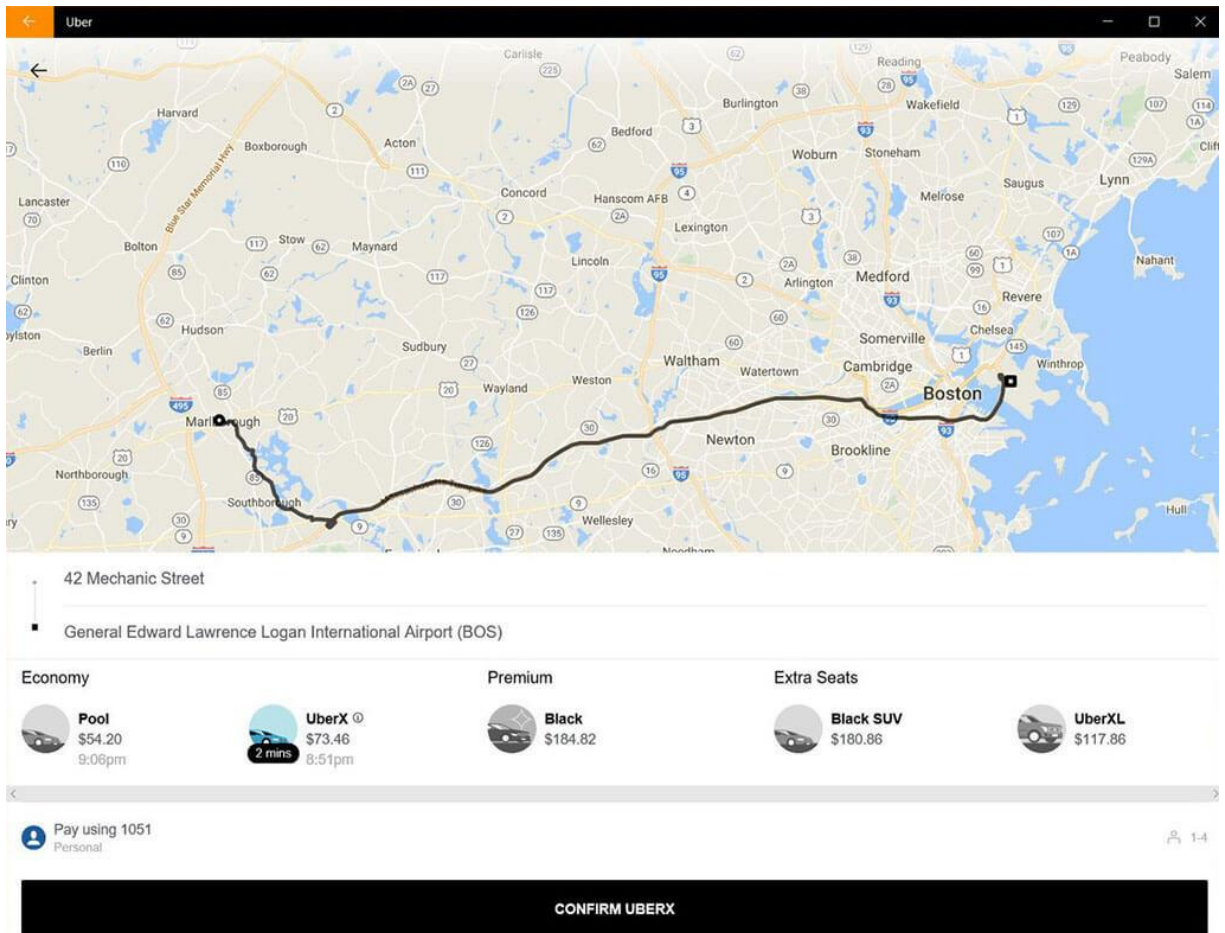 Uber
Carlisle
Reading
Peabody
Salem
Harvard
Burlington
Wakefield
Boxborough
Acton
Bedford
Woburn
Stoneham
Blue Star Memorial Hwy
Concord
Hanscom AFB
Melrose
Saugus
Lynn
Lancaster
Lexington
Bolton
Stow
Maynard
Lincoln
Nahant
Clinton
Arlington
Medford
Revere
Hudson
Sudbury
Somerville
Chelsea
Berlin
Waltham
Watertown
Cambridge
Winthrop
Wayland
Weston
Boston
Newton
Brookline
Northborough
Southborough
Wellesley
Hull
42 Mechanic Street
General Edward Lawrence Logan International Airport (BOS)
Economy Premium Extra Seats
Pool UberX Black Black SUV UberXL
$54.20 $73.46 $184.82 $180.86 $117.86
2 mins
9:06pm 8:51pm
Pay using 1051
Personal
1-4
CONFIRM UBERX